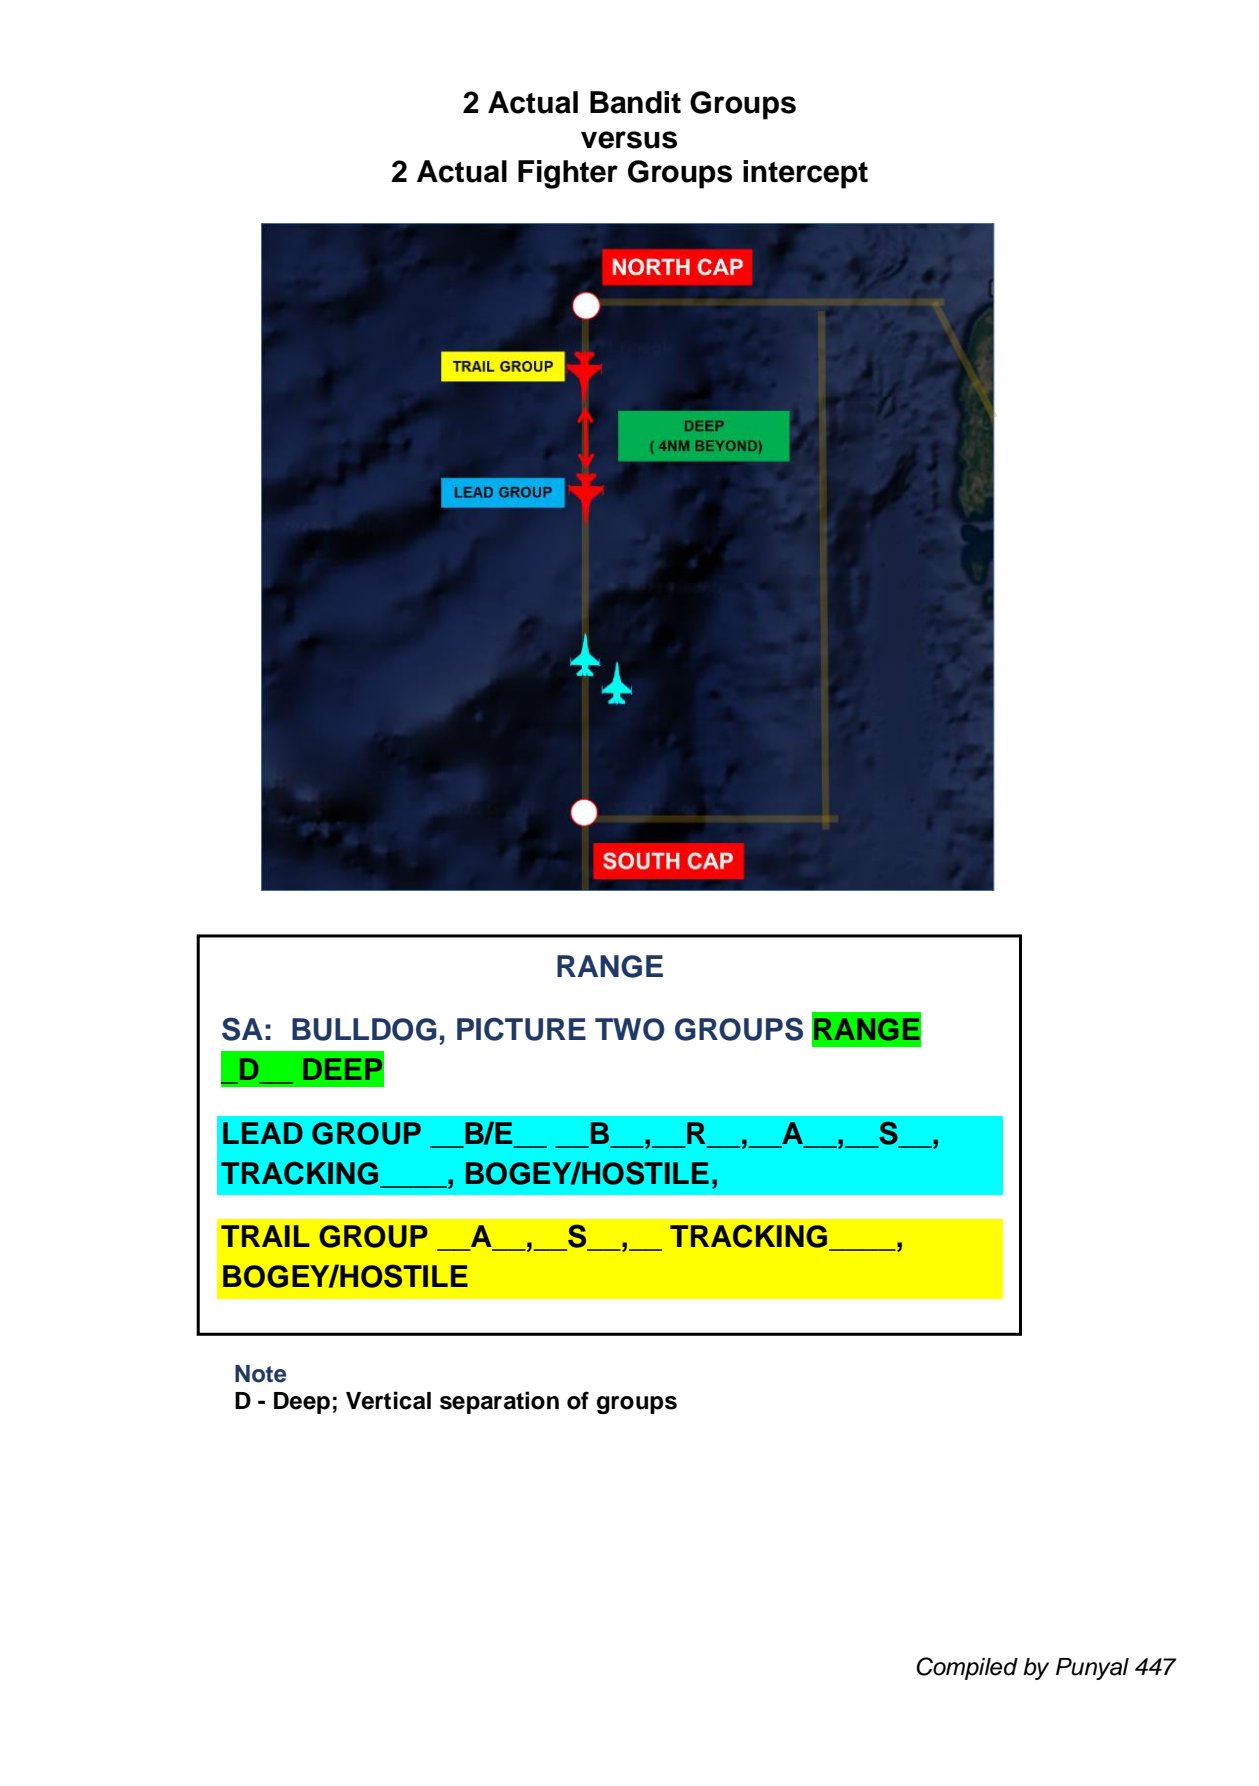 2 Actual Bandit Groups
versus
2 Actual Fighter Groups intercept
NORTH CAP
TRAIL GROUP
DEEP
( 4NM BEYOND)
LEAD GROUP
SOUTH CAP
RANGE
SA: BULLDOG, PICTURE TWO GROUPS RANGE
_D__ DEEP
LEAD GROUP __B/E__ __B__,__R__,__A__,__S__,
TRACKING____, BOGEY/HOSTILE,
TRAIL GROUP __A__,__S__,__ TRACKING____,
BOGEY/HOSTILE
Note
D - Deep; Vertical separation of groups
Compiled by Punyal 447